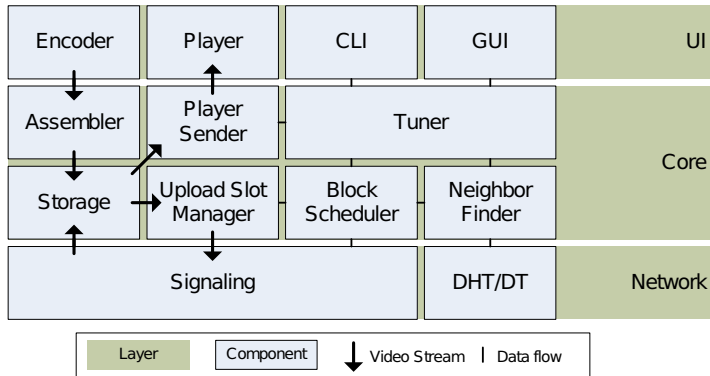 Encoder
Player
CLI
GUI
UI
Assembler
Player
Sender
Tuner
Core
Storage
Upload Slot
Manager
Block
Scheduler
Neighbor
Finder
Signaling
DHT/DT
Network
Layer
Component
Video Stream
Data flow